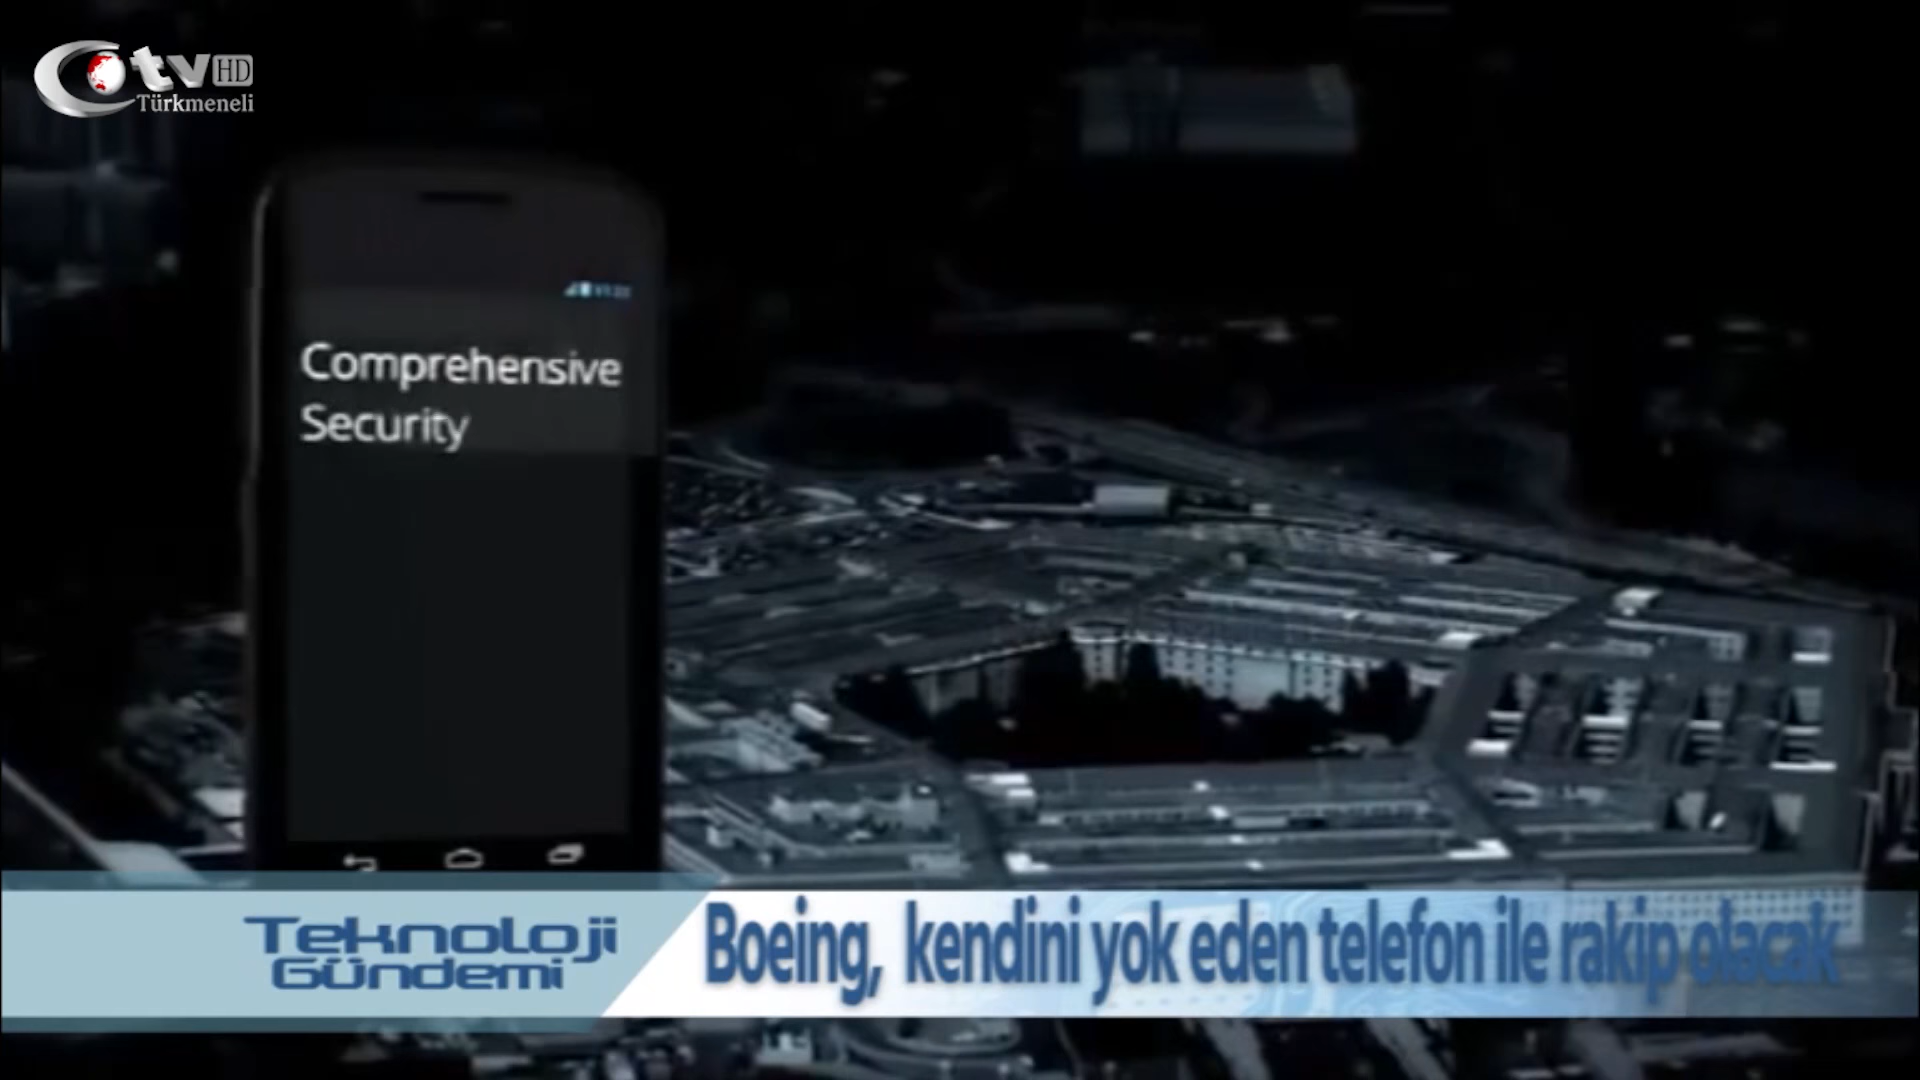 tv HD
Türkmeneli
Comprehensive
Security
Teknoloji
Gündemi
Boeing, kendini yok eden telefon ile rakip olacak